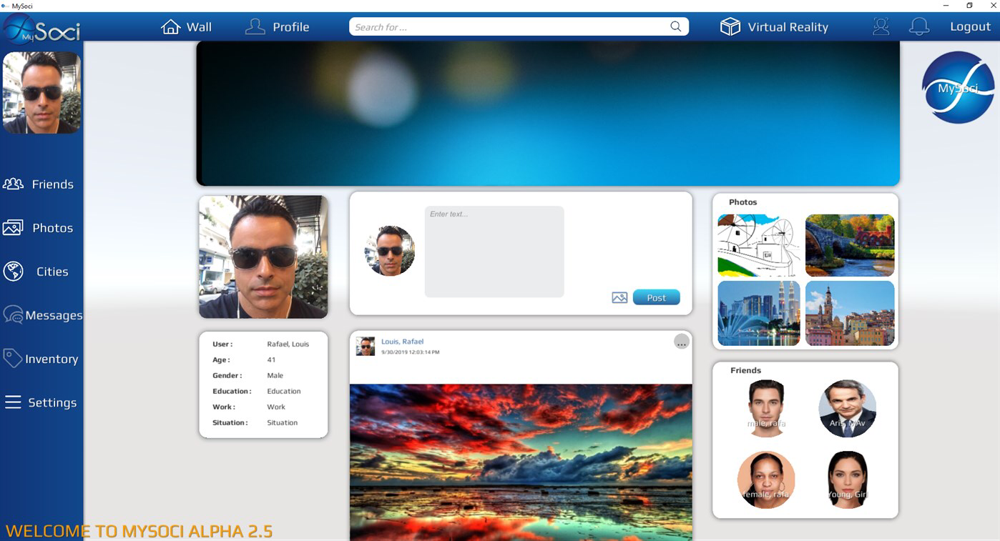 MySoci
My Soci
Wall
Profile
Search for ...
Virtual Reality
Logout
MySoci
Friends
Photos
Cities
Messages
Inventory
Settings
Enter text...
Post
Photos
User : Rafael, Louis
Age : 41
Gender : Male
Education : Education
Work : Work
Situation : Situation
Louis, Rafael
9/30/2019 12:03:14 PM
...
Friends
male, rafa
Aris, MAv
female, rafa
Young, Girl
WELCOME TO MYSOCI ALPHA 2.5